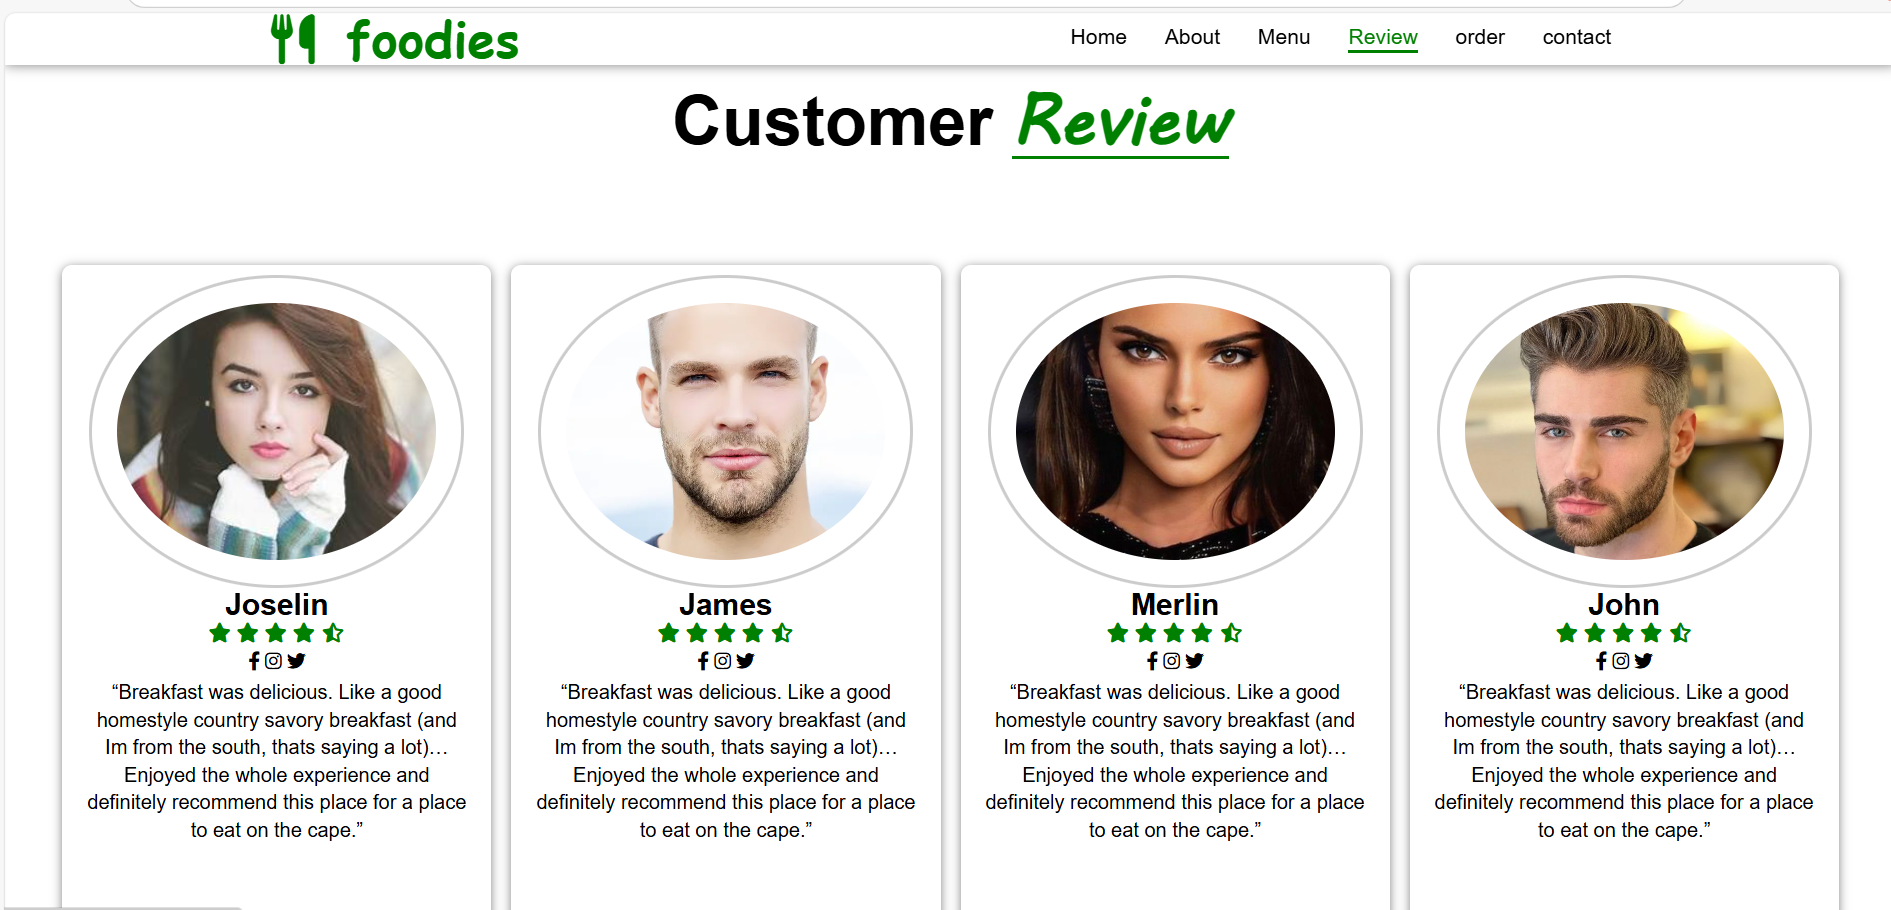 foodies
Home About Menu Review order contact
Customer Review
Joselin
“Breakfast was delicious. Like a good
homestyle country savory breakfast (and
Im from the south, thats saying a lot)…
Enjoyed the whole experience and
definitely recommend this place for a place
to eat on the cape.”
James
“Breakfast was delicious. Like a good
homestyle country savory breakfast (and
Im from the south, thats saying a lot)…
Enjoyed the whole experience and
definitely recommend this place for a place
to eat on the cape.”
Merlin
“Breakfast was delicious. Like a good
homestyle country savory breakfast (and
Im from the south, thats saying a lot)…
Enjoyed the whole experience and
definitely recommend this place for a place
to eat on the cape.”
John
“Breakfast was delicious. Like a good
homestyle country savory breakfast (and
Im from the south, thats saying a lot)…
Enjoyed the whole experience and
definitely recommend this place for a place
to eat on the cape.”